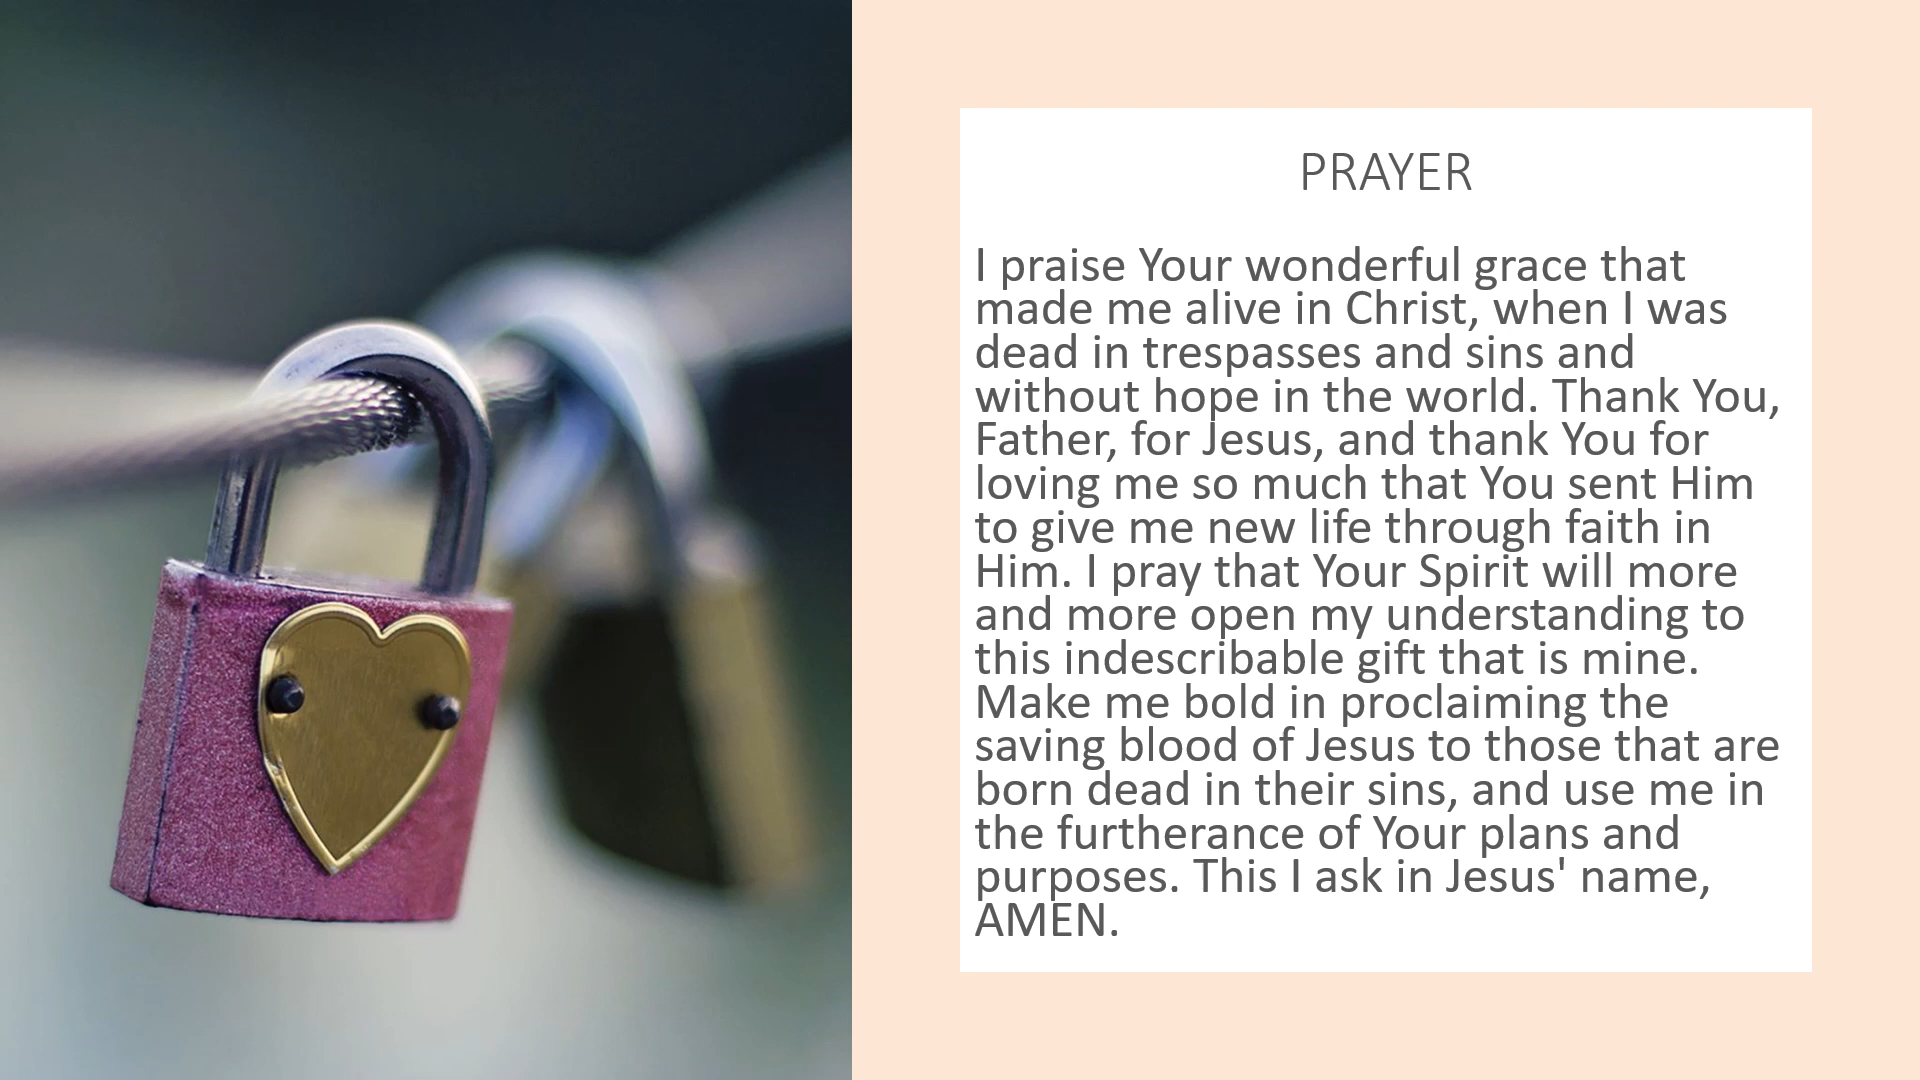 PRAYER
I praise Your wonderful grace that
made me alive in Christ, when I was
dead in trespasses and sins and
without hope in the world. Thank You,
Father, for Jesus, and thank You for
loving me so much that You sent Him
to give me new life through faith in
Him. I pray that Your Spirit will more
and more open my understanding to
this indescribable gift that is mine.
Make me bold in proclaiming the
saving blood of Jesus to those that are
born dead in their sins, and use me in
the furtherance of Your plans and
purposes. This I ask in Jesus' name,
AMEN.